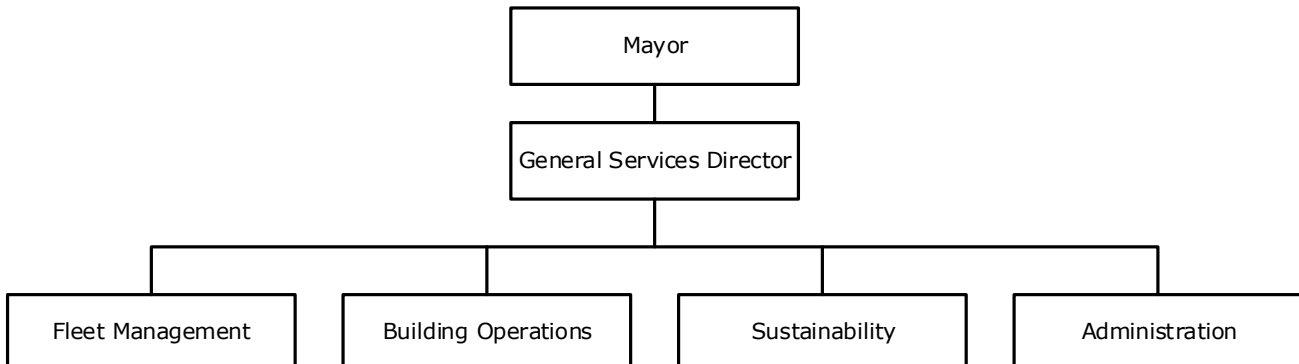 Mayor
General Services Director
Fleet Management
Building Operations
Sustainability
Administration